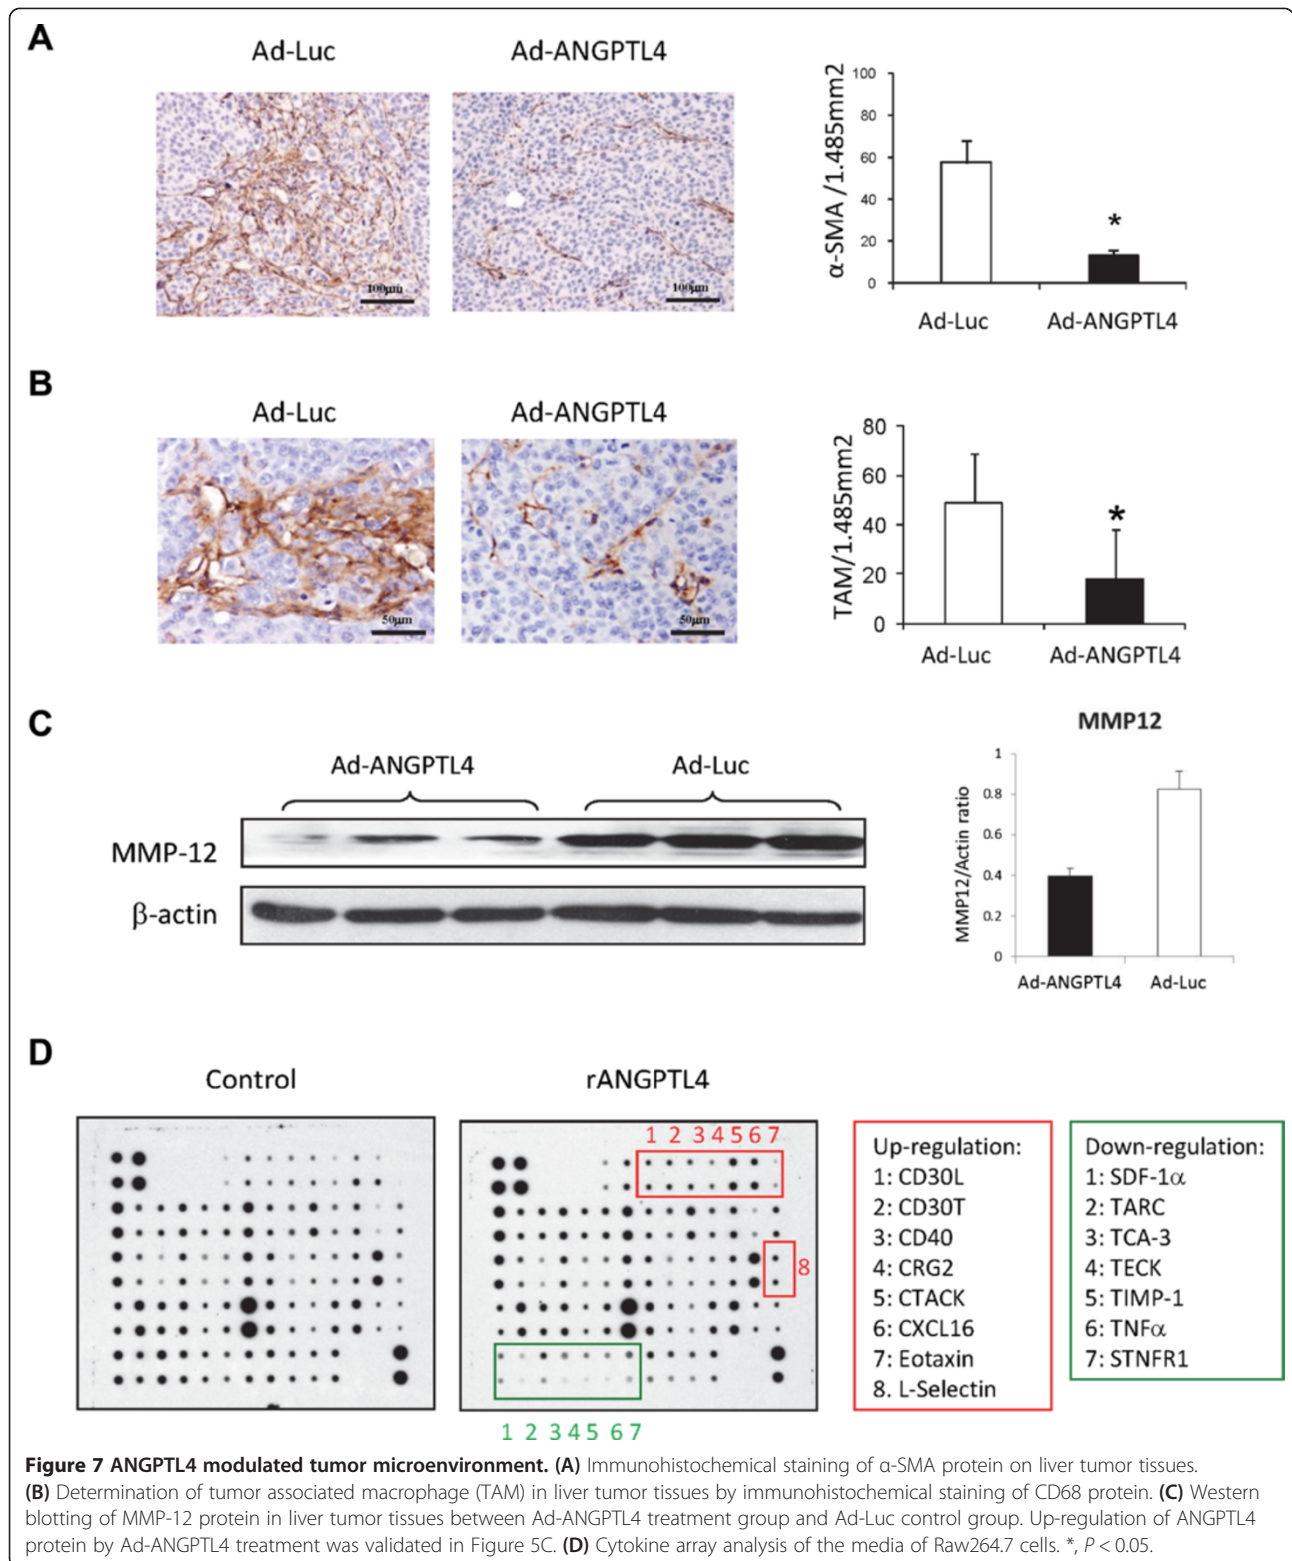 A
Ad-Luc
Ad-ANGPTL4
100µm
100µm
α-SMA /1.485mm2
100
80
60
40
20
0
*
Ad-Luc
Ad-ANGPTL4
B
Ad-Luc
Ad-ANGPTL4
50µm
50µm
TAM/1.485mm2
80
60
40
20
0
*
Ad-Luc
Ad-ANGPTL4
C
Ad-ANGPTL4
Ad-Luc
MMP-12
β-actin
MMP12
MMP12/Actin ratio
1
0.8
0.6
0.4
0.2
0
Ad-ANGPTL4
Ad-Luc
D
Control
rANGPTL4
1 2 3 4 5 6 7
8
1 2 3 4 5 6 7
Up-regulation:
1: CD30L
2: CD30T
3: CD40
4: CRG2
5: CTACK
6: CXCL16
7: Eotaxin
8. L-Selectin
Down-regulation:
1: SDF-1α
2: TARC
3: TCA-3
4: TECK
5: TIMP-1
6: TNFα
7: STNFR1
Figure 7 ANGPTL4 modulated tumor microenvironment. (A) Immunohistochemical staining of α-SMA protein on liver tumor tissues.
(B) Determination of tumor associated macrophage (TAM) in liver tumor tissues by immunohistochemical staining of CD68 protein. (C) Western
blotting of MMP-12 protein in liver tumor tissues between Ad-ANGPTL4 treatment group and Ad-Luc control group. Up-regulation of ANGPTL4
protein by Ad-ANGPTL4 treatment was validated in Figure 5C. (D) Cytokine array analysis of the media of Raw264.7 cells. *, P < 0.05.